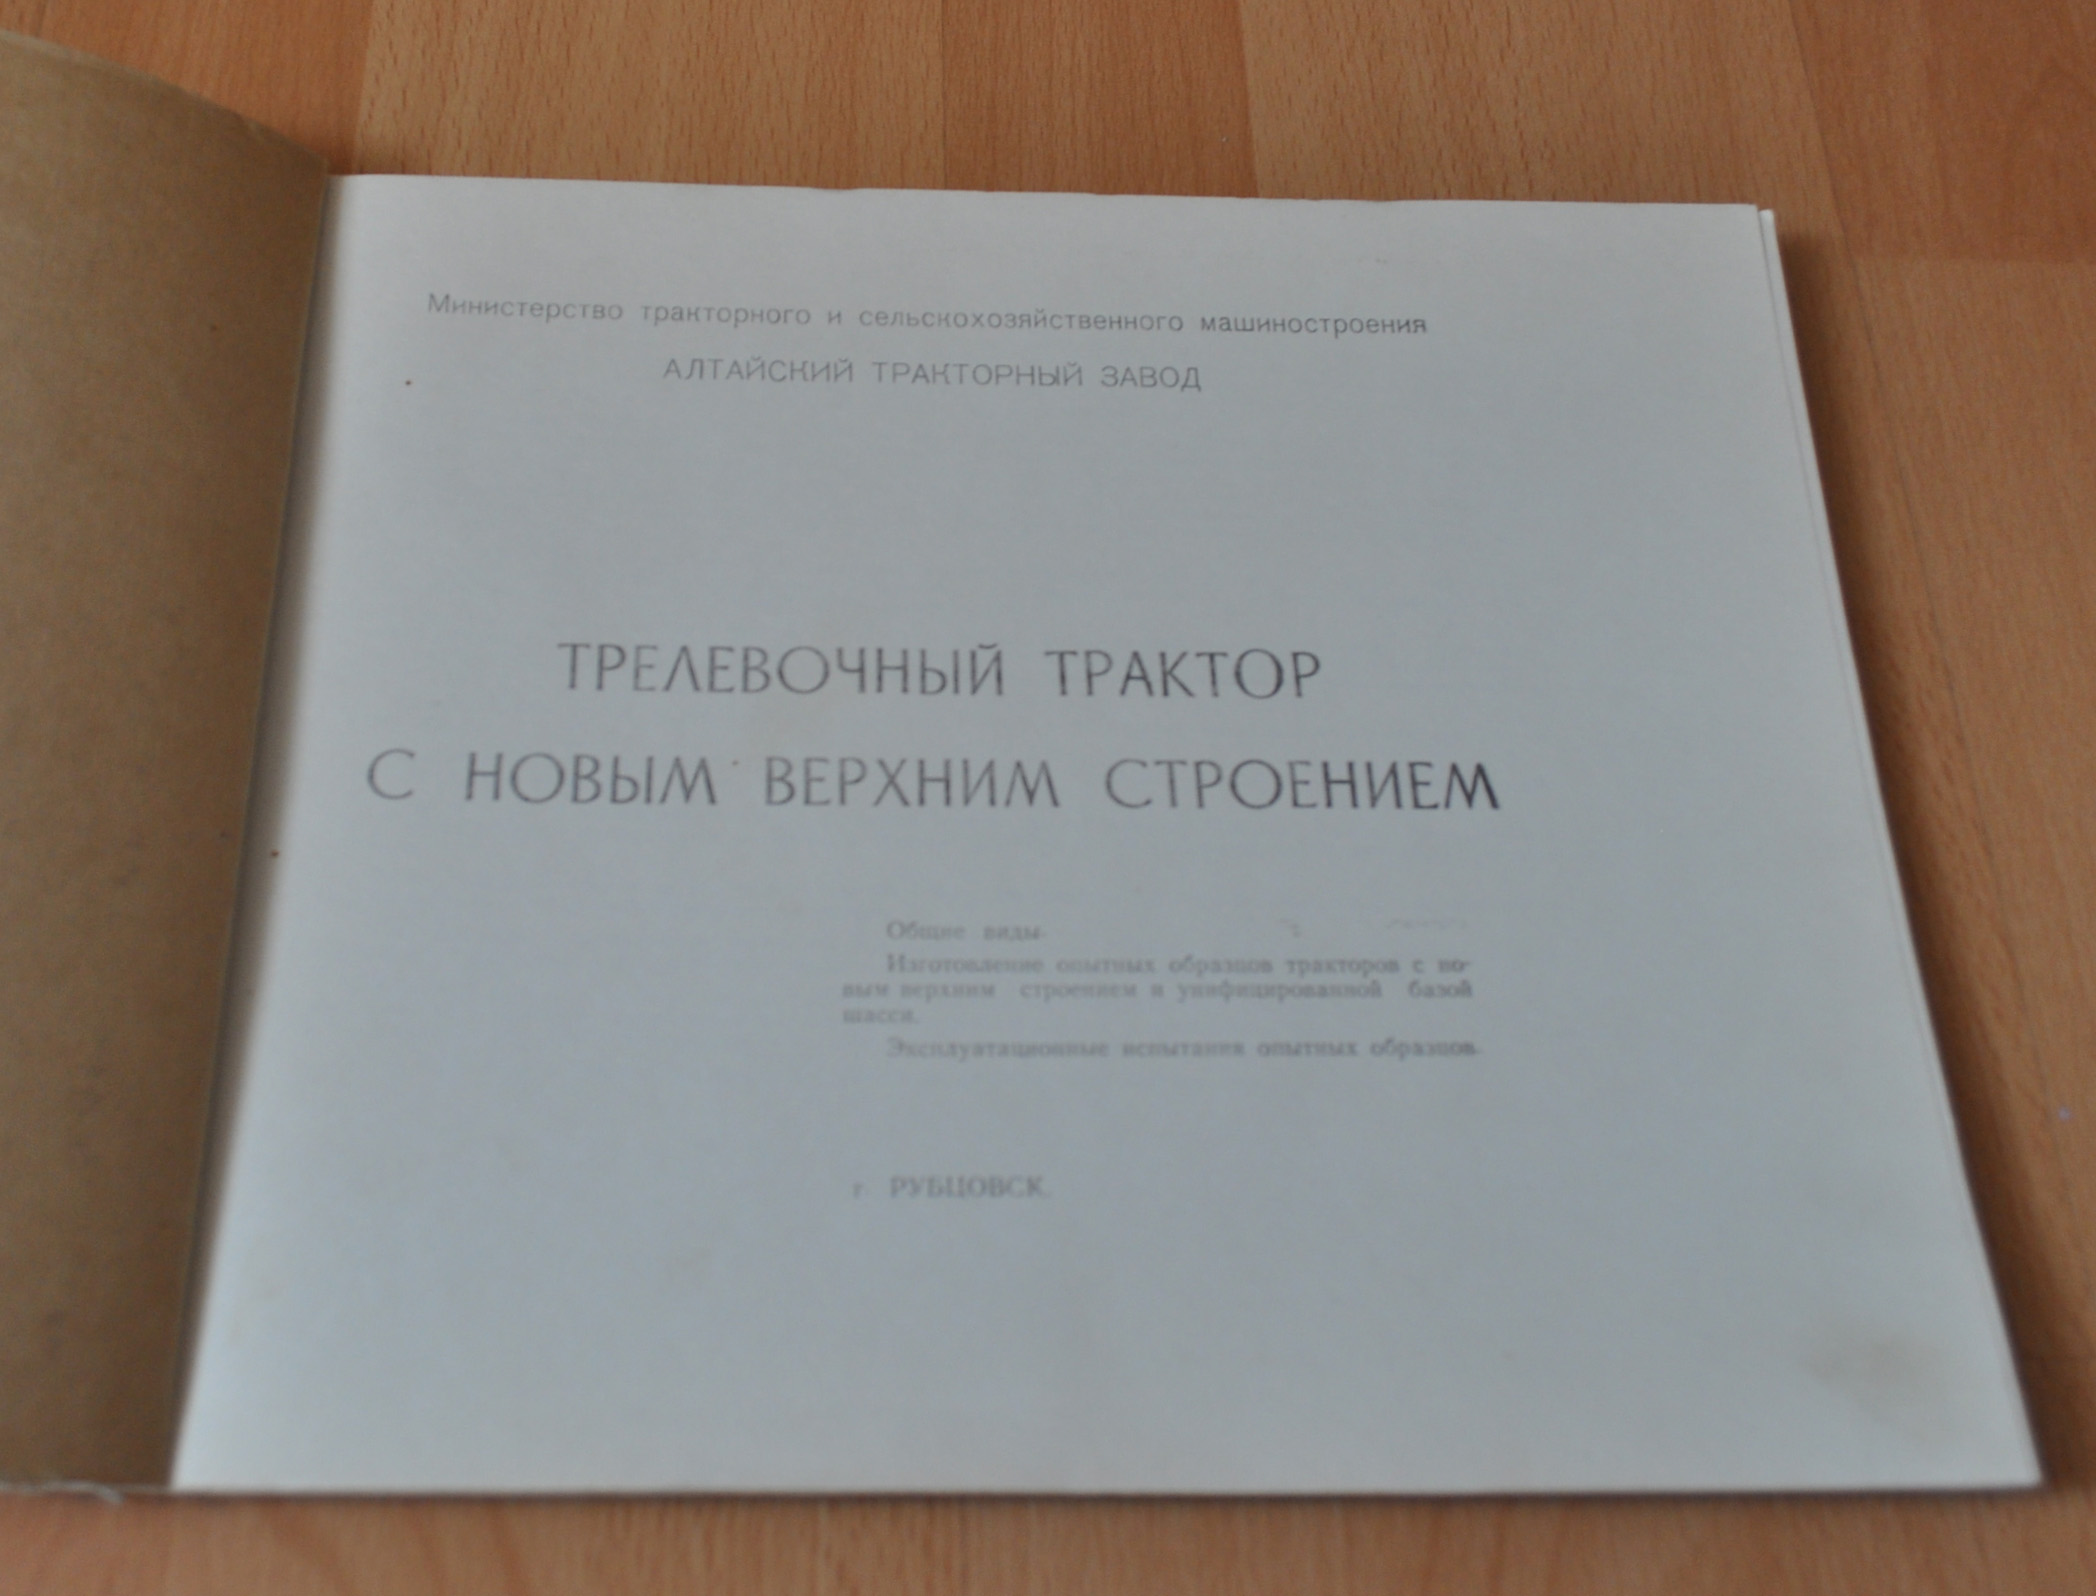 Министерство тракторного и сельскохозяйственного машиностроения
АЛТАЙСКИЙ ТРАКТОРНЫЙ ЗАВОД
ТРЕЛЕВОЧНЫЙ ТРАКТОР
С НОВЫМ ВЕРХНИМ СТРОЕНИЕМ
Общие виды.
Изготовление опытных образцов тракторов с но-
вым верхним строением и унифицированной базой
шасси.
Эксплуатационные испытания опытных образцов.
г. РУБЦОВСК.